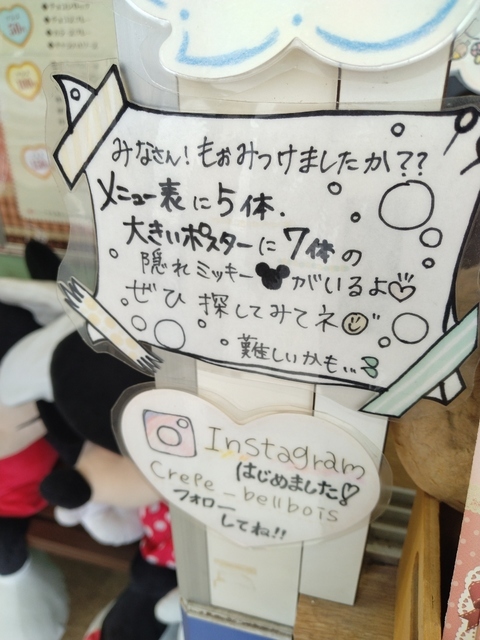 みなさん！もぉみつけましたか??
メニュー表に5体.
大きいポスターに7体の
隠れミッキーがいるよ♡
ぜひ探してみてネ
難しいかも...
Instagram
はじめました♡
Crepe_bellbois
フォロー
してね!!